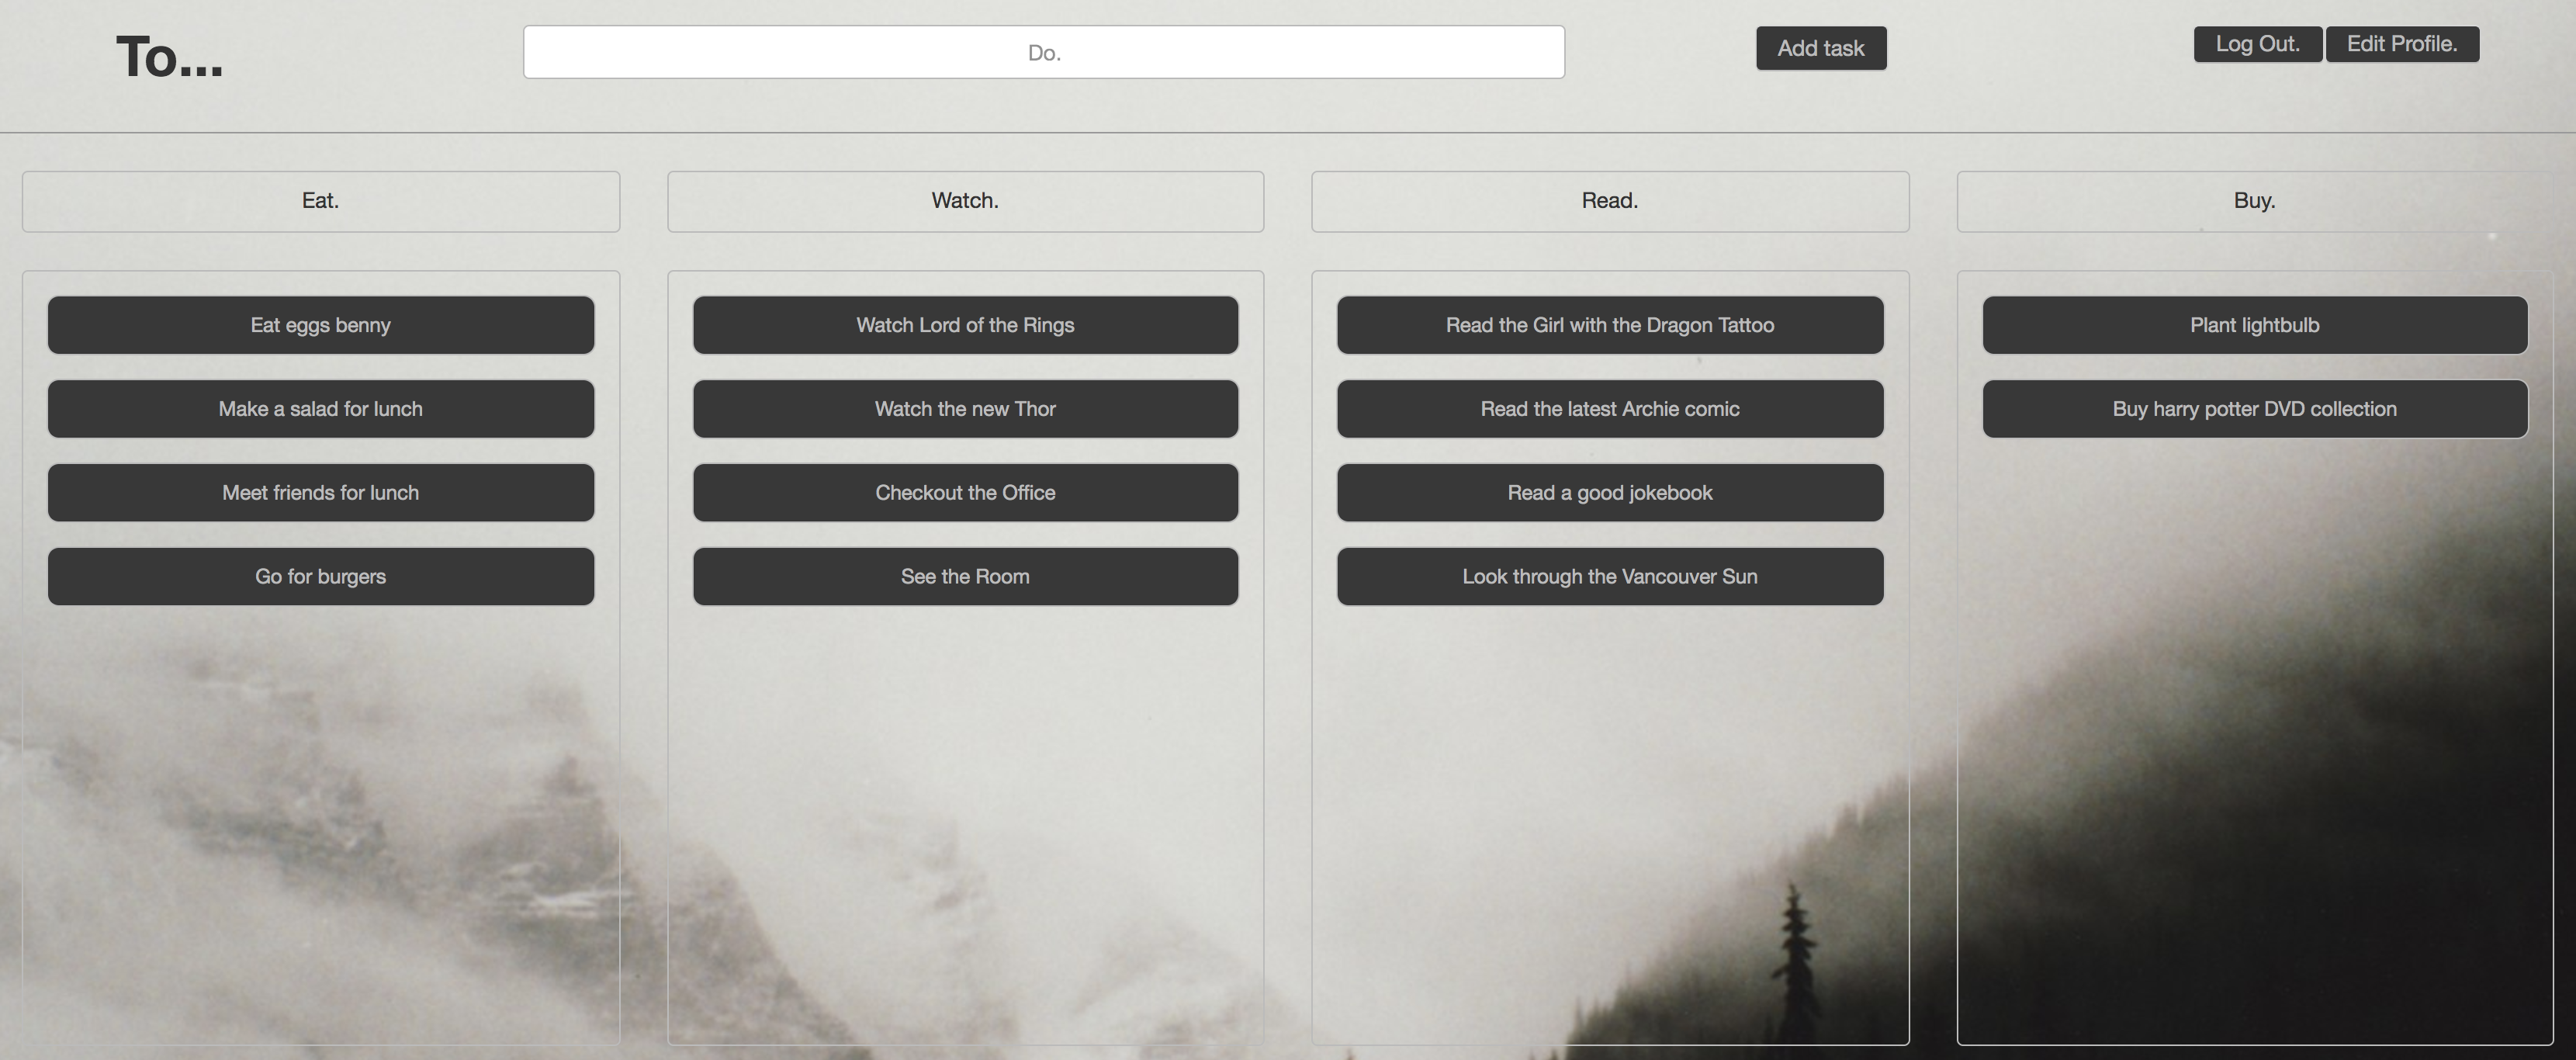 To...
Do.
Add task
Log Out.
Edit Profile.
Eat.
Watch.
Read.
Buy.
Eat eggs benny
Make a salad for lunch
Meet friends for lunch
Go for burgers
Watch Lord of the Rings
Watch the new Thor
Checkout the Office
See the Room
Read the Girl with the Dragon Tattoo
Read the latest Archie comic
Read a good jokebook
Look through the Vancouver Sun
Plant lightbulb
Buy harry potter DVD collection